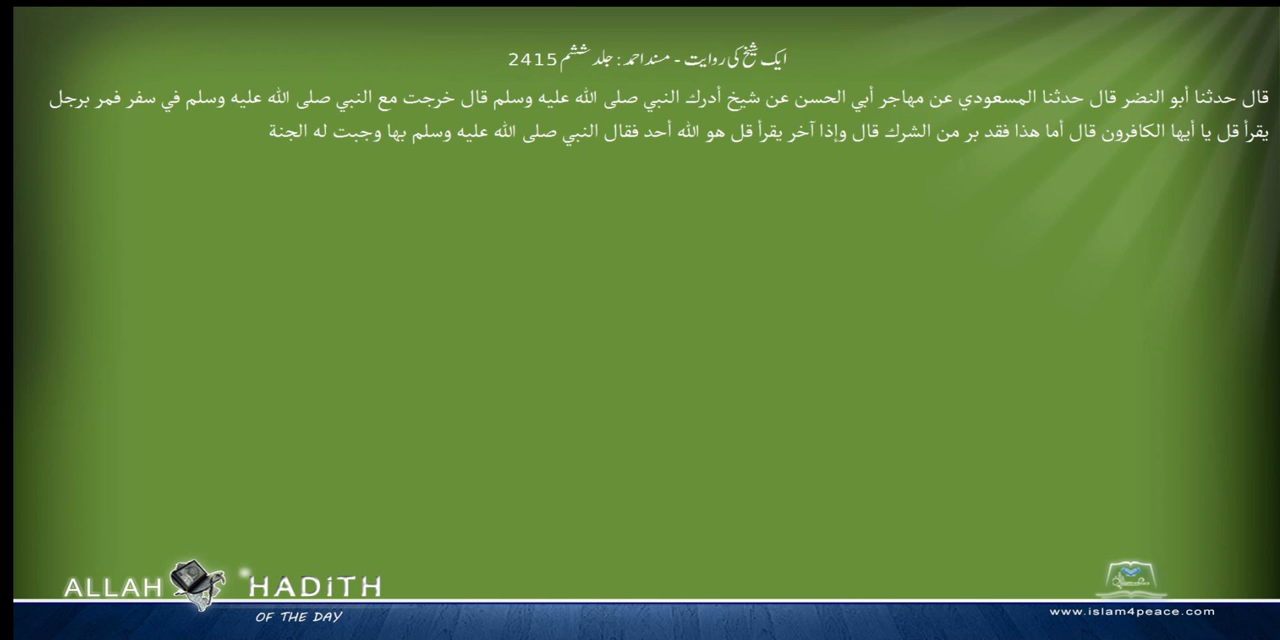 ایک شیخ کی روایت - مسند احمد : جلد ششم 2415
قال حدثنا أبو النضر قال حدثنا المسعودي عن مهاجر أبي الحسن عن شيخ أدرك النبي صلى الله عليه وسلم قال خرجت مع النبي صلى الله عليه وسلم في سفر فمر برجل
يقرأ قل يا أيها الكافرون قال أما هذا فقد بر من الشرك قال وإذا آخر يقرأ قل هو الله أحد فقال النبي صلى الله عليه وسلم بها وجبت له الجنة
ALLAH HADiTH
OF THE DAY
www.islam4peace.com